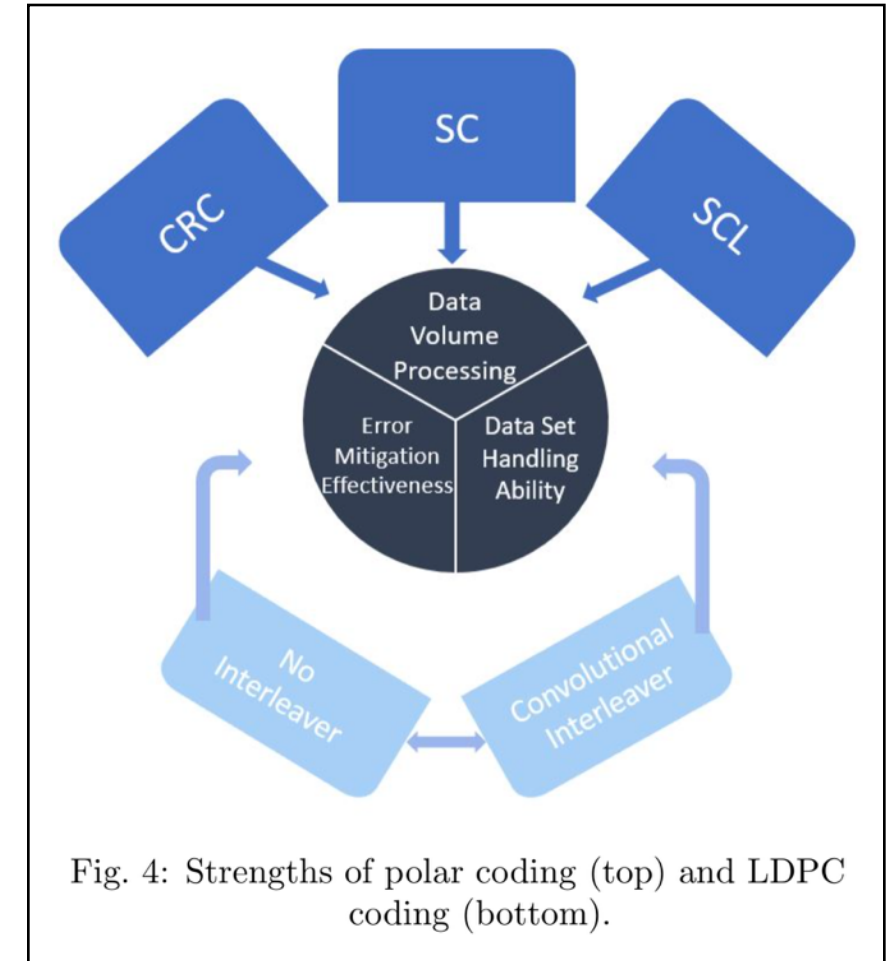 SC
CRC
SCL
Data
Volume
Processing
Error
Mitigation
Effectiveness
Data Set
Handling
Ability
No
Interleaver
Convolutional
Interleaver
Fig. 4: Strengths of polar coding (top) and LDPC
coding (bottom).